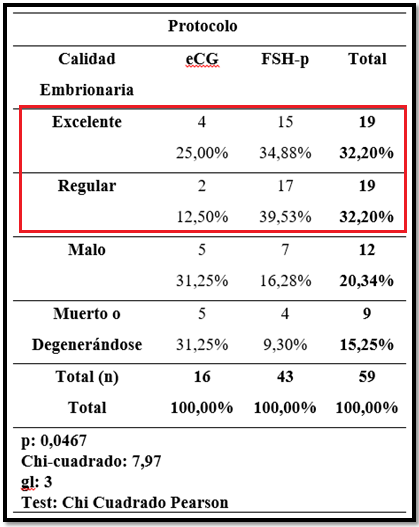 Protocolo
Calidad eCG FSH-p Total
Embrionaria
Excelente 4 15 19
25,00% 34,88% 32,20%
Regular 2 17 19
12,50% 39,53% 32,20%
Malo 5 7 12
31,25% 16,28% 20,34%
Muerto o 5 4 9
Degenerándose 31,25% 9,30% 15,25%
Total (n) 16 43 59
Total 100,00% 100,00% 100,00%
p: 0,0467
Chi-cuadrado: 7,97
gl: 3
Test: Chi Cuadrado Pearson